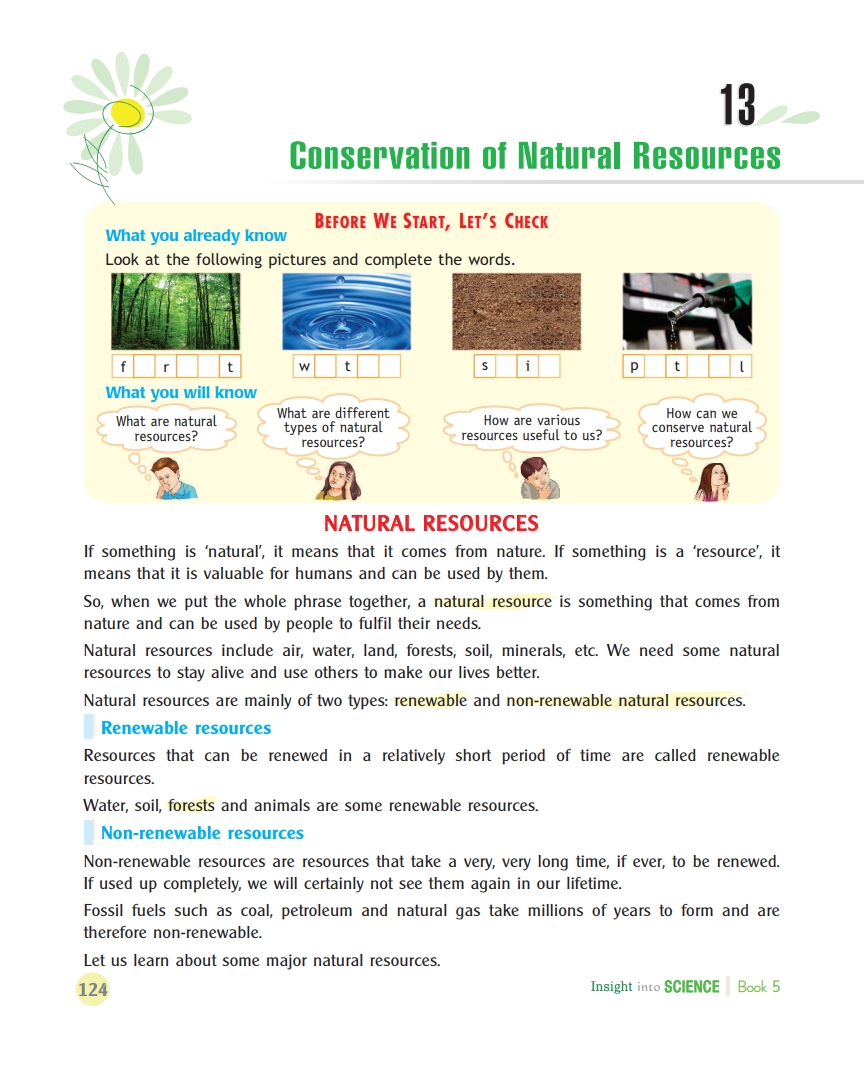 13
Conservation of Natural Resources
BEFORE WE START, LET'S CHECK
What you already know
Look at the following pictures and complete the words.
f r t
w t
s i
p t l
What you will know
What are natural
resources?
What are different
types of natural
resources?
How are various
resources useful to us?
How can we
conserve natural
resources?
NATURAL RESOURCES
If something is ‘natural’, it means that it comes from nature. If something is a ‘resource’, it
means that it is valuable for humans and can be used by them.
So, when we put the whole phrase together, a natural resource is something that comes from
nature and can be used by people to fulfil their needs.
Natural resources include air, water, land, forests, soil, minerals, etc. We need some natural
resources to stay alive and use others to make our lives better.
Natural resources are mainly of two types: renewable and non-renewable natural resources.
Renewable resources
Resources that can be renewed in a relatively short period of time are called renewable
resources.
Water, soil, forests and animals are some renewable resources.
Non-renewable resources
Non-renewable resources are resources that take a very, very long time, if ever, to be renewed.
If used up completely, we will certainly not see them again in our lifetime.
Fossil fuels such as coal, petroleum and natural gas take millions of years to form and are
therefore non-renewable.
Let us learn about some major natural resources.
124
Insight into SCIENCE Book 5